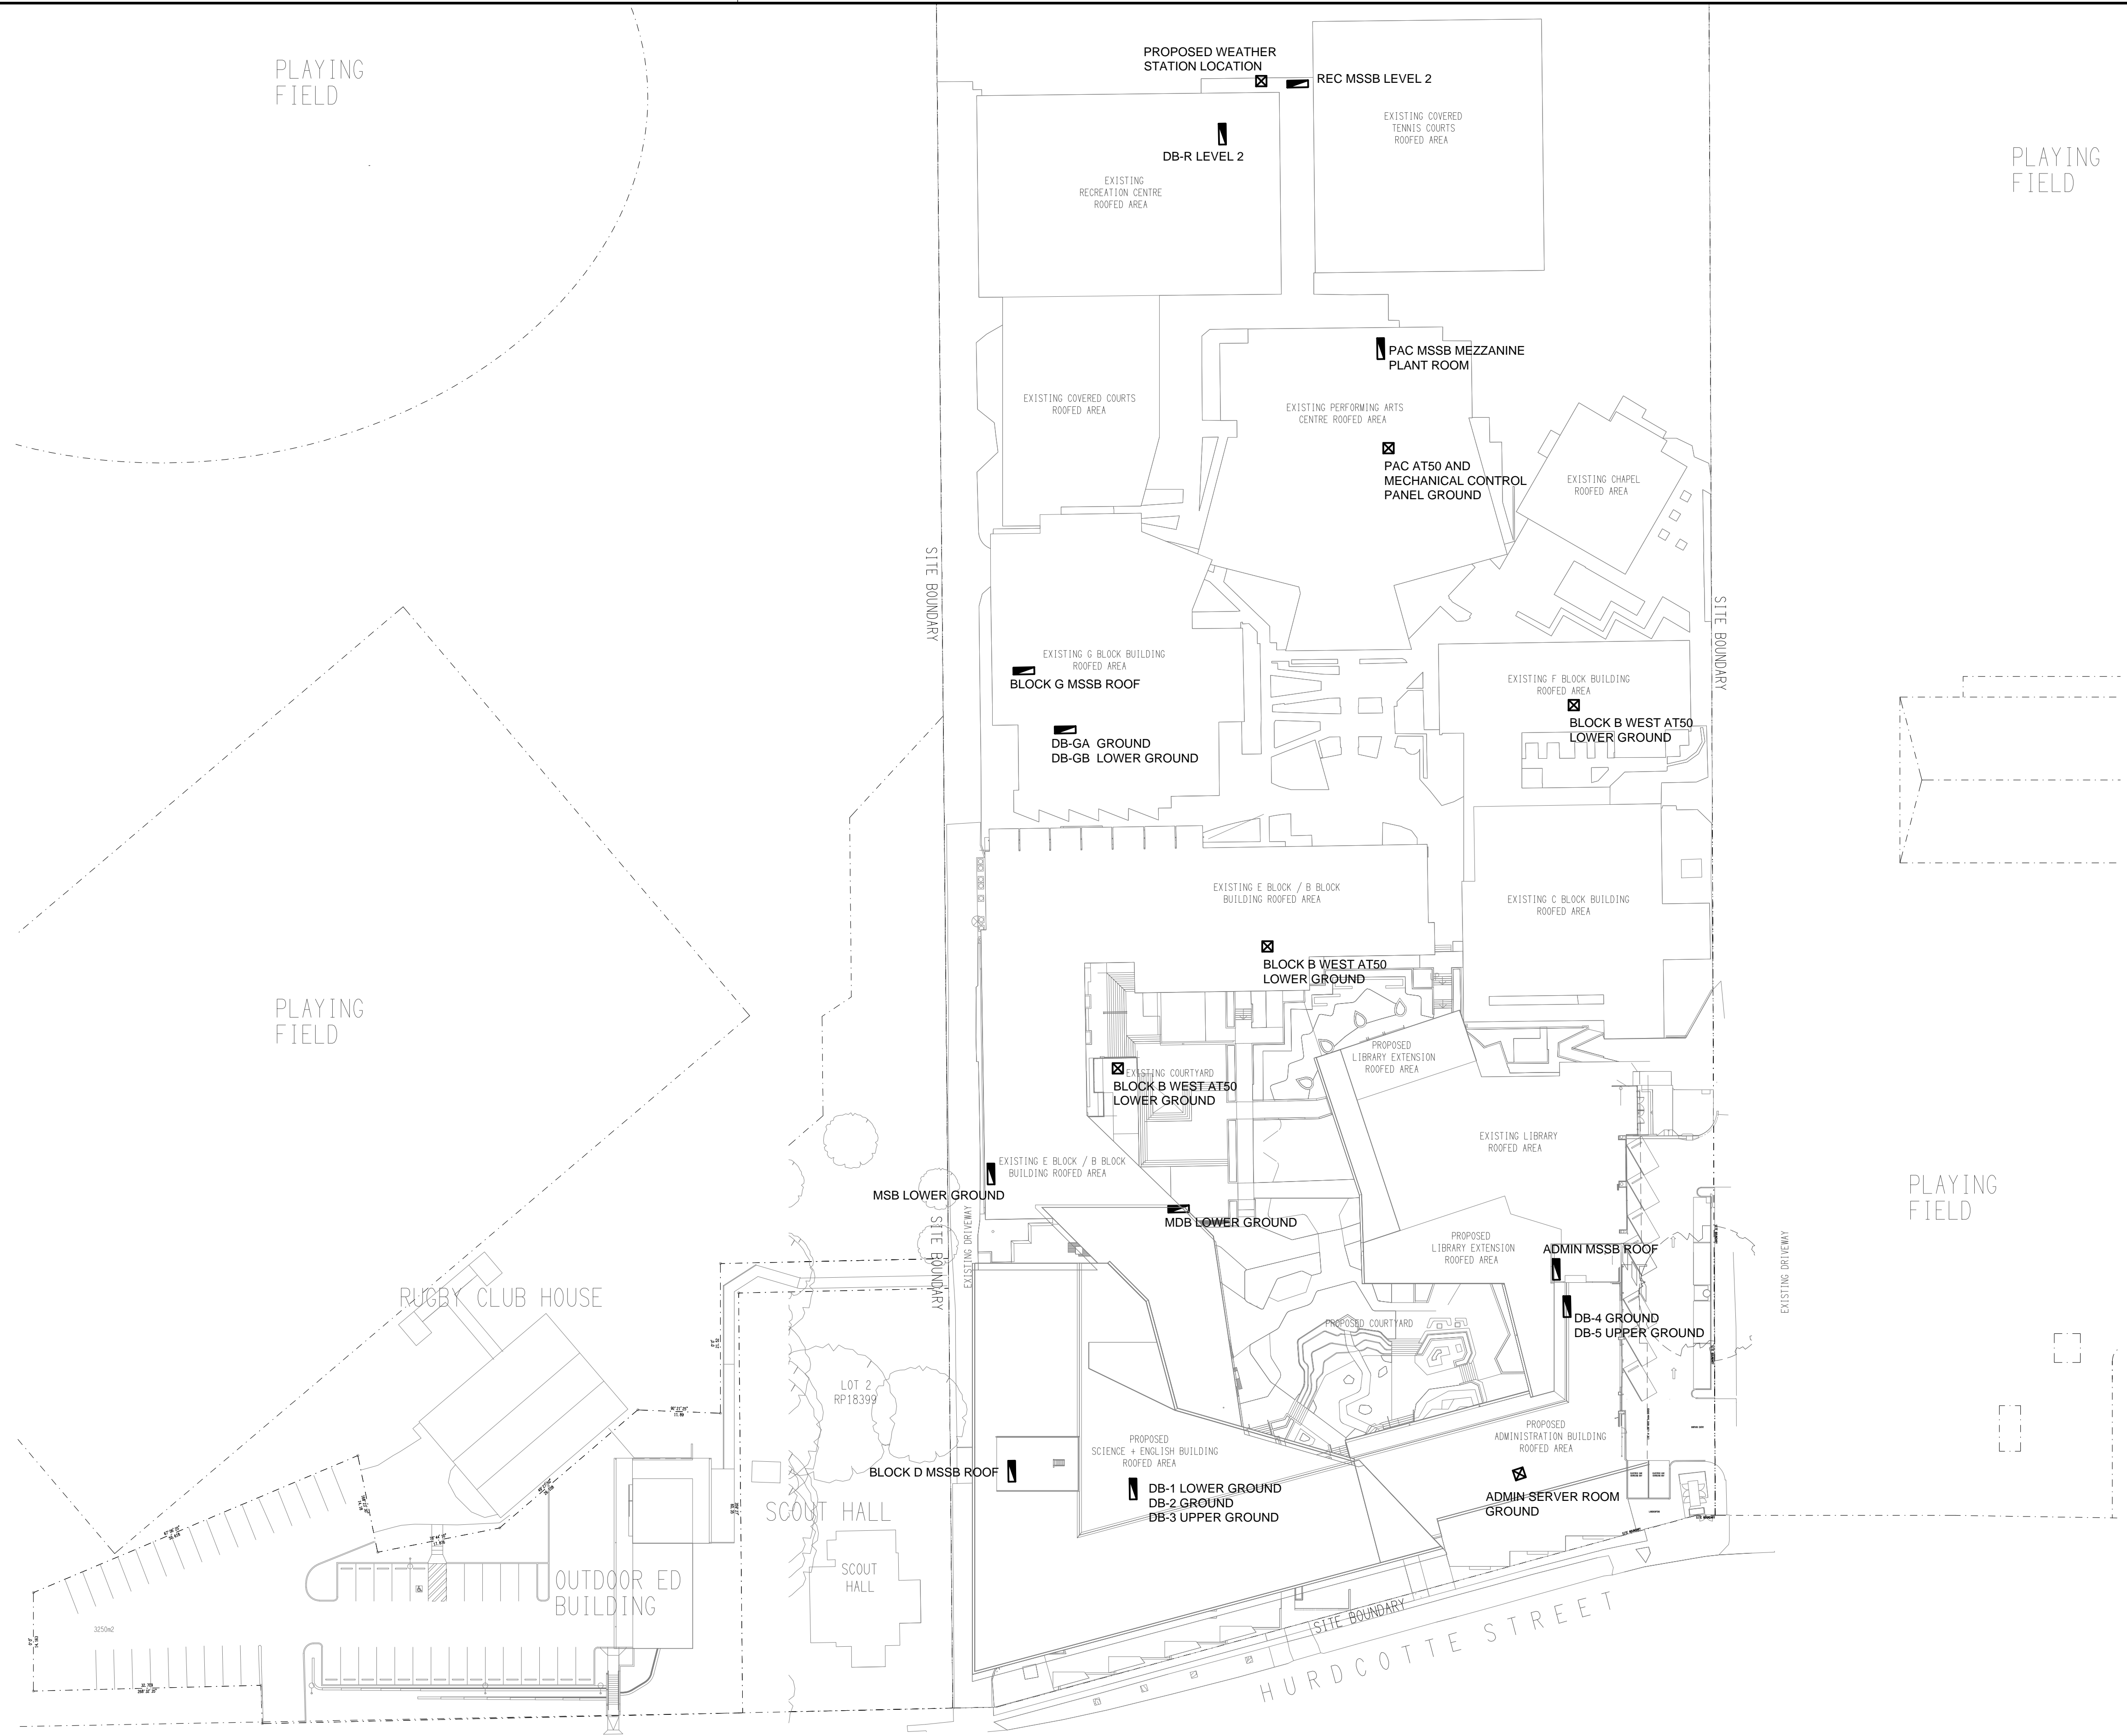 PLAYING
FIELD
PROPOSED WEATHER
STATION LOCATION
REC MSSB LEVEL 2
EXISTING COVERED
TENNIS COURTS
ROOFED AREA
DB-R LEVEL 2
PLAYING
FIELD
EXISTING
RECREATION CENTRE
ROOFED AREA
PAC MSSB MEZZANINE
PLANT ROOM
EXISTING COVERED COURTS
ROOFED AREA
EXISTING PERFORMING ARTS
CENTRE ROOFED AREA
PAC AT50 AND
MECHANICAL CONTROL
PANEL GROUND
EXISTING CHAPEL
ROOFED AREA
SITE BOUNDARY
SITE BOUNDARY
EXISTING G BLOCK BUILDING
ROOFED AREA
BLOCK G MSSB ROOF
EXISTING F BLOCK BUILDING
ROOFED AREA
BLOCK B WEST AT50
LOWER GROUND
DB-GA GROUND
DB-GB LOWER GROUND
EXISTING E BLOCK / B BLOCK
BUILDING ROOFED AREA
EXISTING C BLOCK BUILDING
ROOFED AREA
BLOCK B WEST AT50
LOWER GROUND
PLAYING
FIELD
PROPOSED
LIBRARY EXTENSION
ROOFED AREA
EXISTING COURTYARD
BLOCK B WEST AT50
LOWER GROUND
EXISTING LIBRARY
ROOFED AREA
EXISTING E BLOCK / B BLOCK
BUILDING ROOFED AREA
MSB LOWER GROUND
PLAYING
FIELD
MDB LOWER GROUND
SITE BOUNDARY
EXISTING DRIVEWAY
PROPOSED
LIBRARY EXTENSION
ROOFED AREA
ADMIN MSSB ROOF
EXISTING DRIVEWAY
RUGBY CLUB HOUSE
DB-4 GROUND
DB-5 UPPER GROUND
PROPOSED COURTYARD
LOT 2
RP18399
PROPOSED
ADMINISTRATION BUILDING
ROOFED AREA
PROPOSED
SCIENCE + ENGLISH BUILDING
ROOFED AREA
BLOCK D MSSB ROOF
DB-1 LOWER GROUND
DB-2 GROUND
DB-3 UPPER GROUND
ADMIN SERVER ROOM
GROUND
SCOUT HALL
SCOUT
HALL
OUTDOOR ED
BUILDING
3250m2
SITE BOUNDARY
HURDCOTTE STREET